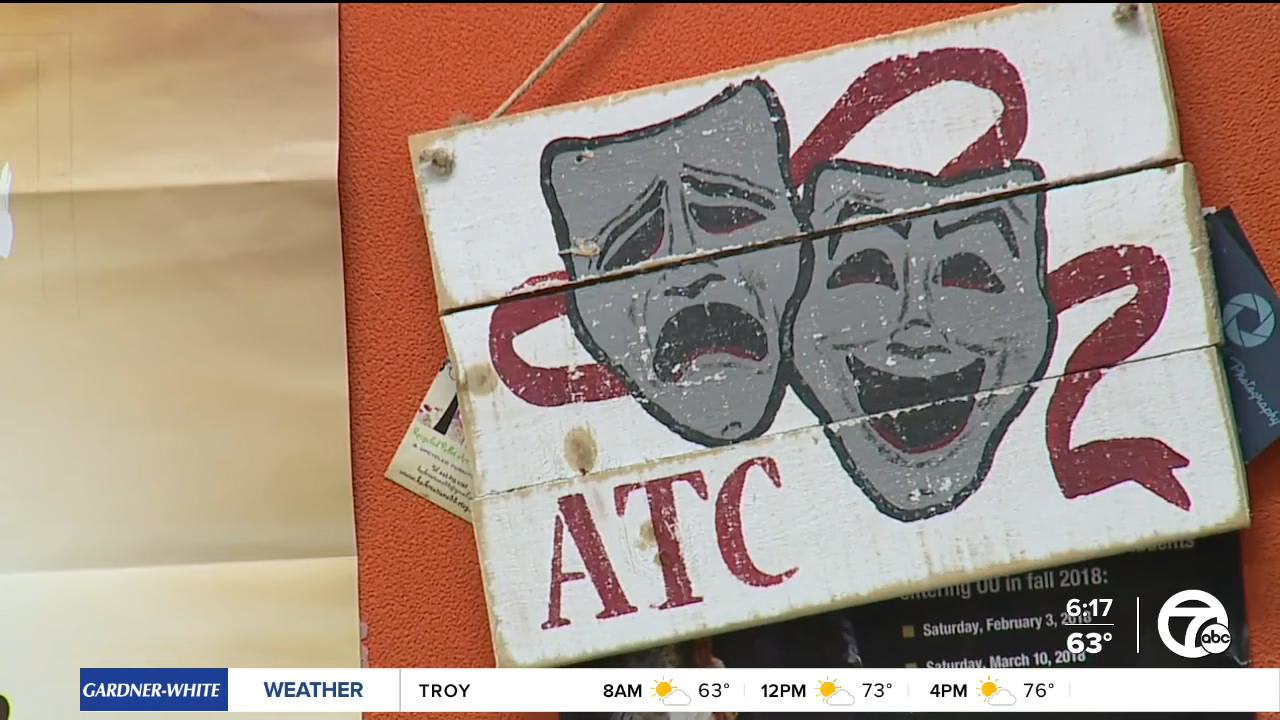 ATC
Photography
entering OU in fall 2018:
Saturday, February 3, 2018
Saturday, March 10, 2018
6:17
63°
7 abc
GARDNER-WHITE WEATHER TROY 8AM 63° 12PM 73° 4PM 76°